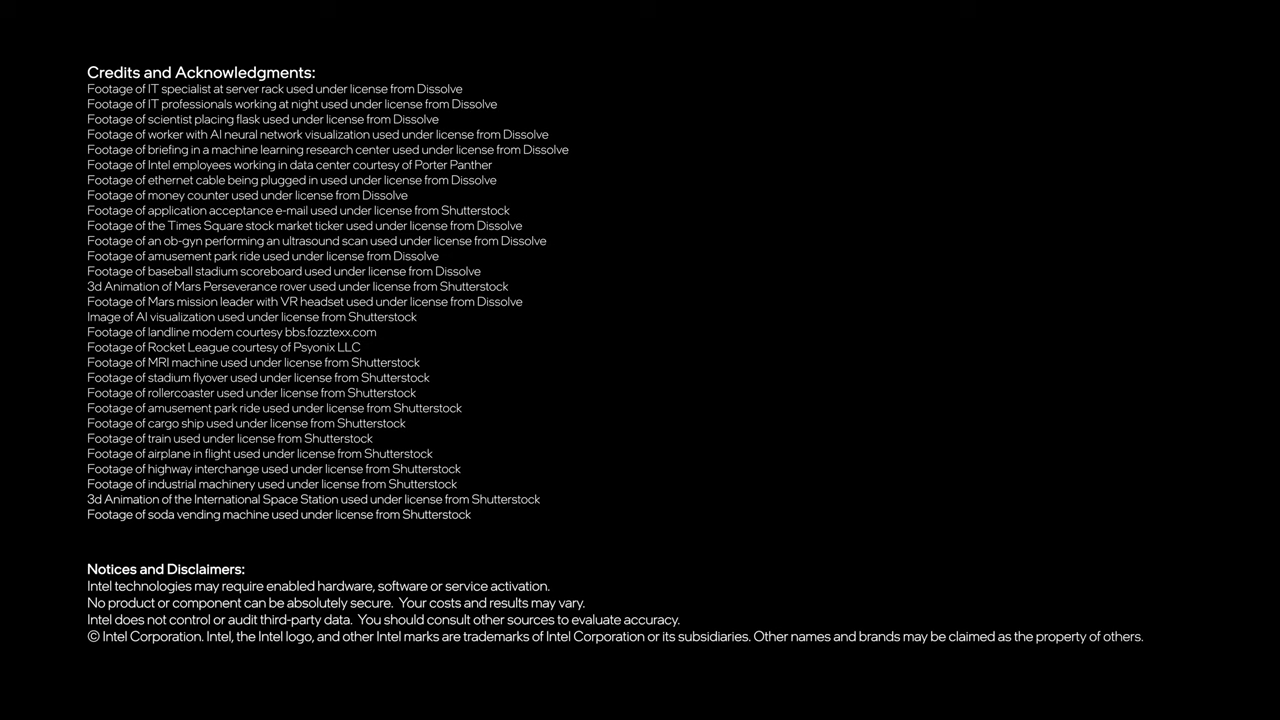 Credits and Acknowledgments:
Footage of IT specialist at server rack used under license from Dissolve
Footage of IT professionals working at night used under license from Dissolve
Footage of scientist placing flask used under license from Dissolve
Footage of worker with AI neural network visualization used under license from Dissolve
Footage of briefing in a machine learning research center used under license from Dissolve
Footage of Intel employees working in data center courtesy of Porter Panther
Footage of ethernet cable being plugged in used under license from Dissolve
Footage of money counter used under license from Dissolve
Footage of application acceptance e-mail used under license from Shutterstock
Footage of the Times Square stock market ticker used under license from Dissolve
Footage of an ob-gyn performing an ultrasound scan used under license from Dissolve
Footage of amusement park ride used under license from Dissolve
Footage of baseball stadium scoreboard used under license from Dissolve
3d Animation of Mars Perseverance rover used under license from Shutterstock
Footage of Mars mission leader with VR headset used under license from Dissolve
Image of AI visualization used under license from Shutterstock
Footage of landline modem courtesy bbs.fozztexx.com
Footage of Rocket League courtesy of Psyonix LLC
Footage of MRI machine used under license from Shutterstock
Footage of stadium flyover used under license from Shutterstock
Footage of rollercoaster used under license from Shutterstock
Footage of amusement park ride used under license from Shutterstock
Footage of cargo ship used under license from Shutterstock
Footage of train used under license from Shutterstock
Footage of airplane in flight used under license from Shutterstock
Footage of highway interchange used under license from Shutterstock
Footage of industrial machinery used under license from Shutterstock
3d Animation of the International Space Station used under license from Shutterstock
Footage of soda vending machine used under license from Shutterstock
Notices and Disclaimers:
Intel technologies may require enabled hardware, software or service activation.
No product or component can be absolutely secure.  Your costs and results may vary.
Intel does not control or audit third-party data.  You should consult other sources to evaluate accuracy.
© Intel Corporation. Intel, the Intel logo, and other Intel marks are trademarks of Intel Corporation or its subsidiaries. Other names and brands may be claimed as the property of others.